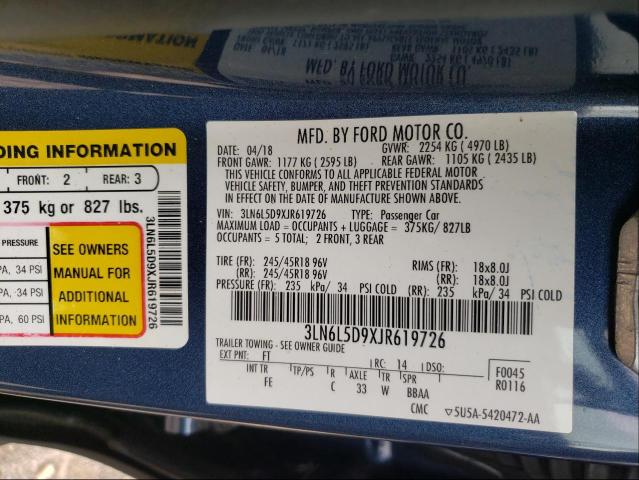 DING INFORMATION
FRONT: 2 REAR: 3
375 kg or 827 lbs.
PRESSURE
PA, 34 PSI
PA, 34 PSI
PA, 60 PSI
SEE OWNERS
MANUAL FOR
ADDITIONAL
INFORMATION
3LN6L5D9XJR619726
MFD. BY FORD MOTOR CO.
DATE: 04/18 GVWR: 2254 KG ( 4970 LB)
FRONT GAWR: 1177 KG ( 2595 LB) REAR GAWR: 1105 KG ( 2435 LB)
THIS VEHICLE CONFORMS TO ALL APPLICABLE FEDERAL MOTOR
VEHICLE SAFETY, BUMPER, AND THEFT PREVENTION STANDARDS
IN EFFECT ON THE DATE OF MANUFACTURE SHOWN ABOVE.
VIN: 3LN6L5D9XJR619726 TYPE: Passenger Car
MAXIMUM LOAD = OCCUPANTS + LUGGAGE = 375KG/ 827LB
OCCUPANTS = 5 TOTAL; 2 FRONT, 3 REAR
TIRE (FR): 245/45R18 96V RIMS (FR): 18x8.0J
(RR): 245/45R18 96V (RR): 18x8.0J
PRESSURE (FR): 235 kPa/ 34 PSI COLD (RR): 235 kPa/ 34 PSI COLD
3LN6L5D9XJR619726
TRAILER TOWING - SEE OWNER GUIDE
EXT PNT: FT RC: 14 DSO: F0045
INT TR TP/PS R AXLE TR SPR R0116
FE C 33 W BBAA
CMC 5U5A-5420472-AA